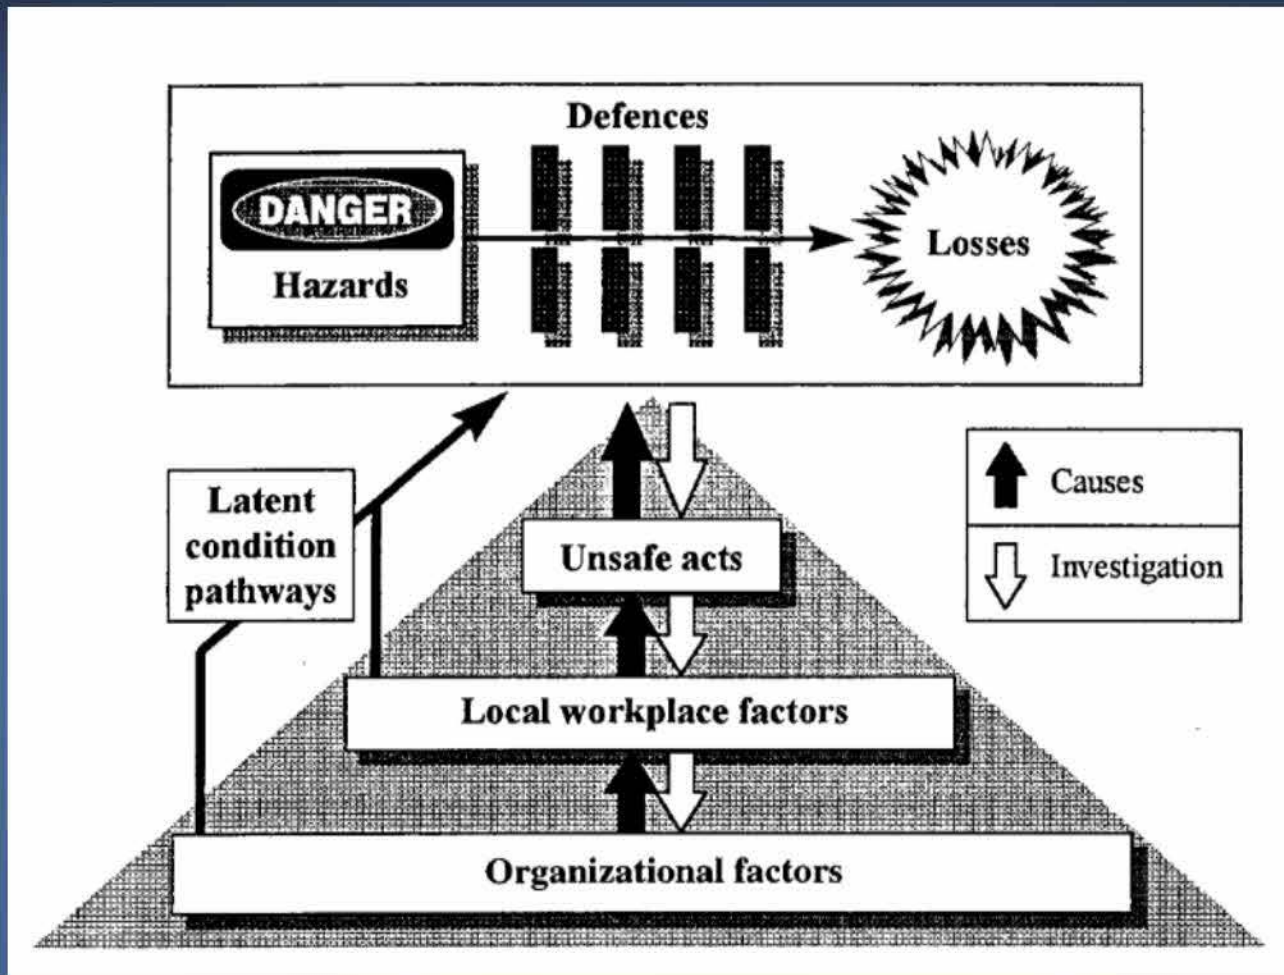 Defences
DANGER
Hazards
Losses
Latent
condition
pathways
Causes
Investigation
Unsafe acts
Local workplace factors
Organizational factors